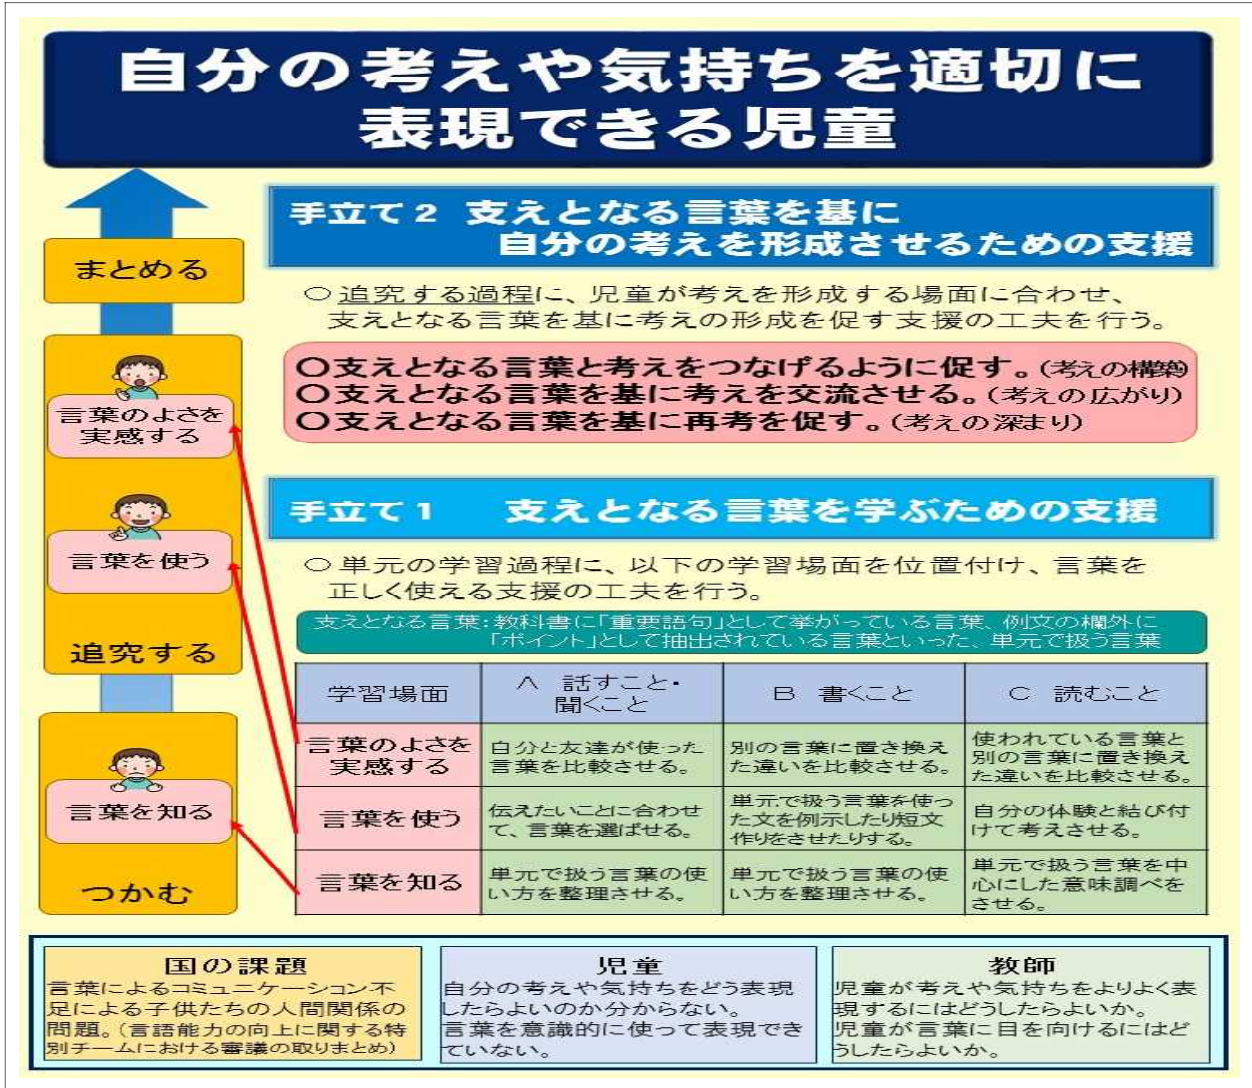 自分の考えや気持ちを適切に
表現できる児童
手立て2 支えとなる言葉を基に
自分の考えを形成させるための支援
○追究する過程に、児童が考えを形成する場面に合わせ、
支えとなる言葉を基に考えの形成を促す支援の工夫を行う。
○支えとなる言葉と考えをつなげるように促す。(考えの構築)
○支えとなる言葉を基に考えを交流させる。(考えの広がり)
○支えとなる言葉を基に再考を促す。(考えの深まり)
手立て1 支えとなる言葉を学ぶための支援
○単元の学習過程に、以下の学習場面を位置付け、言葉を
正しく使える支援の工夫を行う。
支えとなる言葉:教科書に「重要語句」として挙がっている言葉、例文の欄外に
「ポイント」として抽出されている言葉といった、単元で扱う言葉
まとめる
言葉のよさを
実感する
言葉を使う
追究する
言葉を知る
つかむ
学習場面
A 話すこと・
聞くこと
B 書くこと
C 読むこと
言葉のよさを
実感する
自分と友達が使った
言葉を比較させる。
別の言葉に置き換え
た違いを比較させる。
使われている言葉と
別の言葉に置き換え
た違いを比較させる。
言葉を使う
伝えたいことに合わせ
て、言葉を選ばせる。
単元で扱う言葉を使っ
た文を例示したり短文
作りをさせたりする。
自分の体験と結び付
けて考えさせる。
言葉を知る
単元で扱う言葉の使
い方を整理させる。
単元で扱う言葉の使
い方を整理させる。
単元で扱う言葉を中
心にした意味調べを
させる。
国の課題
言葉によるコミュニケーション不
足による子供たちの人間関係の
問題。(言語能力の向上に関する特
別チームにおける審議の取りまとめ)
児童
自分の考えや気持ちをどう表現
したらよいのか分からない。
言葉を意識的に使って表現でき
ていない。
教師
児童が考えや気持ちをよりよく表
現するにはどうしたらよいか。
児童が言葉に目を向けるにはど
うしたらよいか。